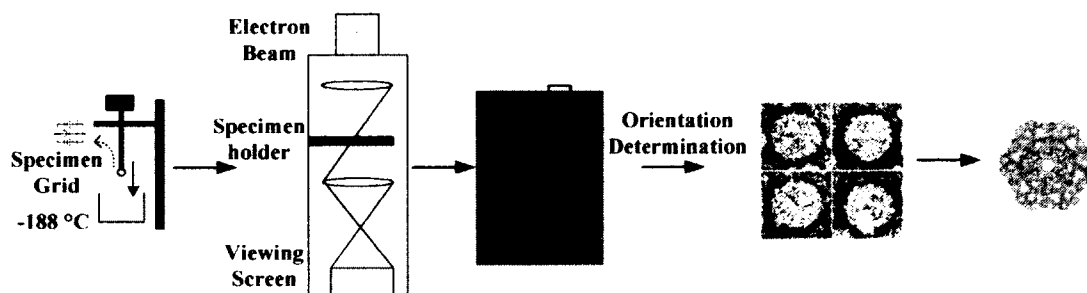 Electron
Beam
Specimen
Grid
-188 °C
Specimen
holder
Viewing
Screen
Orientation
Determination